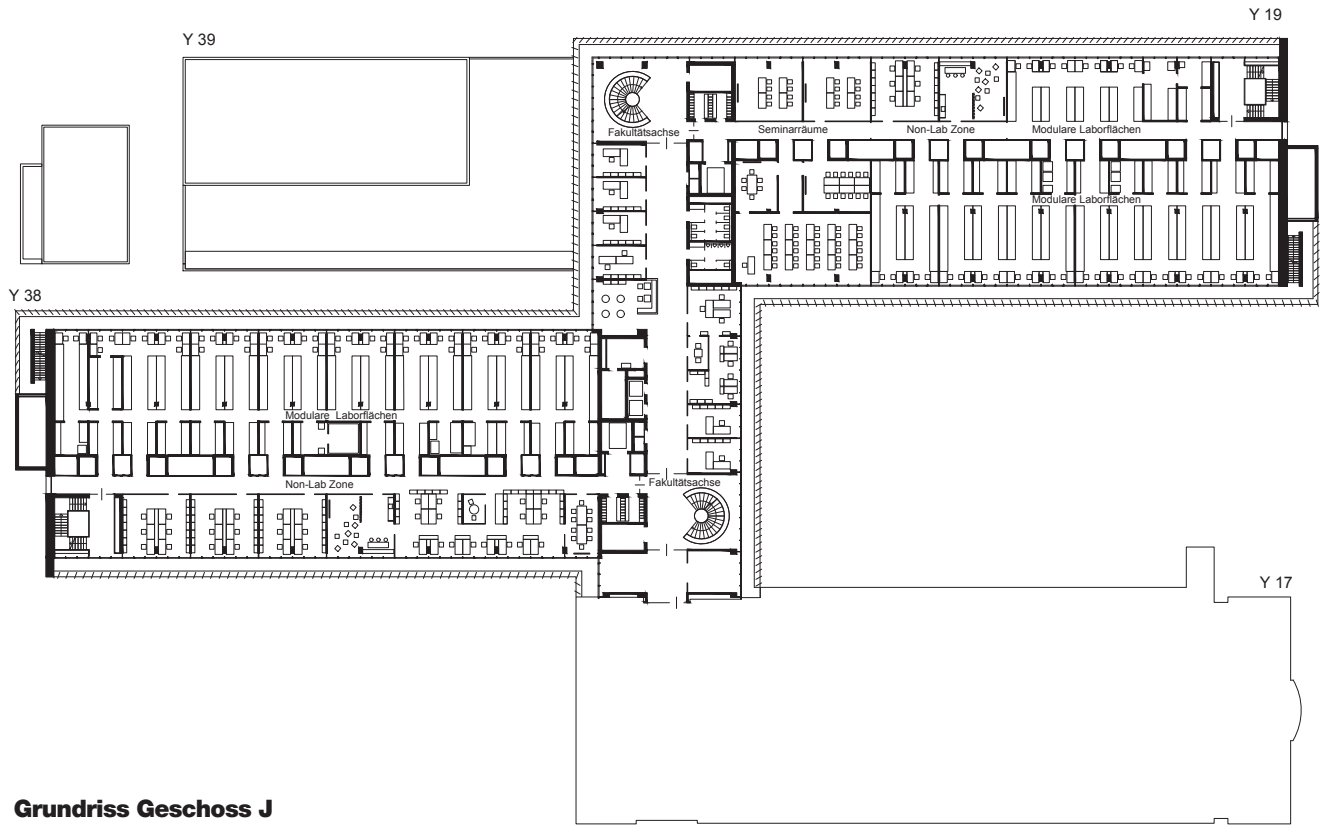 Y 19
Y 39
Fakultätsachse
Seminarräume
Non-Lab Zone
Modulare Laborflächen
Modulare Laborflächen
Y 38
Modulare Laborflächen
Non-Lab Zone
Fakultätsachse
Y 17
Grundriss Geschoss J